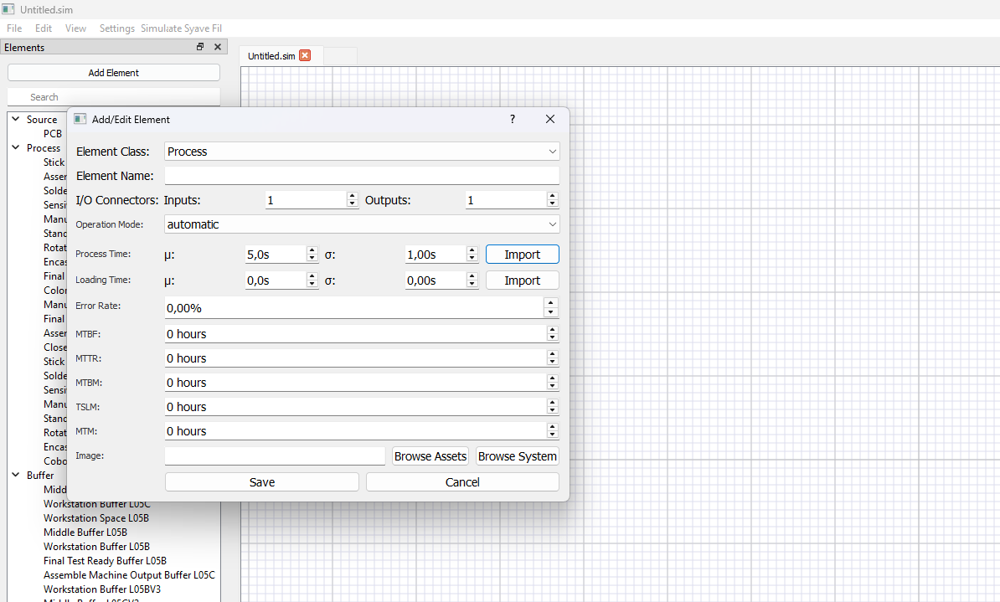 Untitled.sim
File Edit View Settings Simulate Syave Fil
Elements
Untitled.sim
Add Element
Search
Source
PCB
Process
Stick
Asser
Solde
Sensi
Manu
Stand
Rotat
Encas
Final
Color
Manu
Final
Asser
Close
Stick
Solde
Sensi
Manu
Stand
Rotat
Encas
Cobo
Buffer
Midd
Workstation Buffer L05C
Workstation Space L05B
Middle Buffer L05B
Workstation Buffer L05B
Final Test Ready Buffer L05B
Assemble Machine Output Buffer L05C
Workstation Buffer L05BV3
Middle Buffer L05CV3
Add/Edit Element ?
Element Class: Process
Element Name:
I/O Connectors: Inputs: 1 Outputs: 1
Operation Mode: automatic
Process Time: μ: 5,0s σ: 1,00s Import
Loading Time: μ: 0,0s σ: 0,00s Import
Error Rate: 0,00%
MTBF: 0 hours
MTTR: 0 hours
MTBM: 0 hours
TSLM: 0 hours
MTM: 0 hours
Image: Browse Assets Browse System
Save Cancel